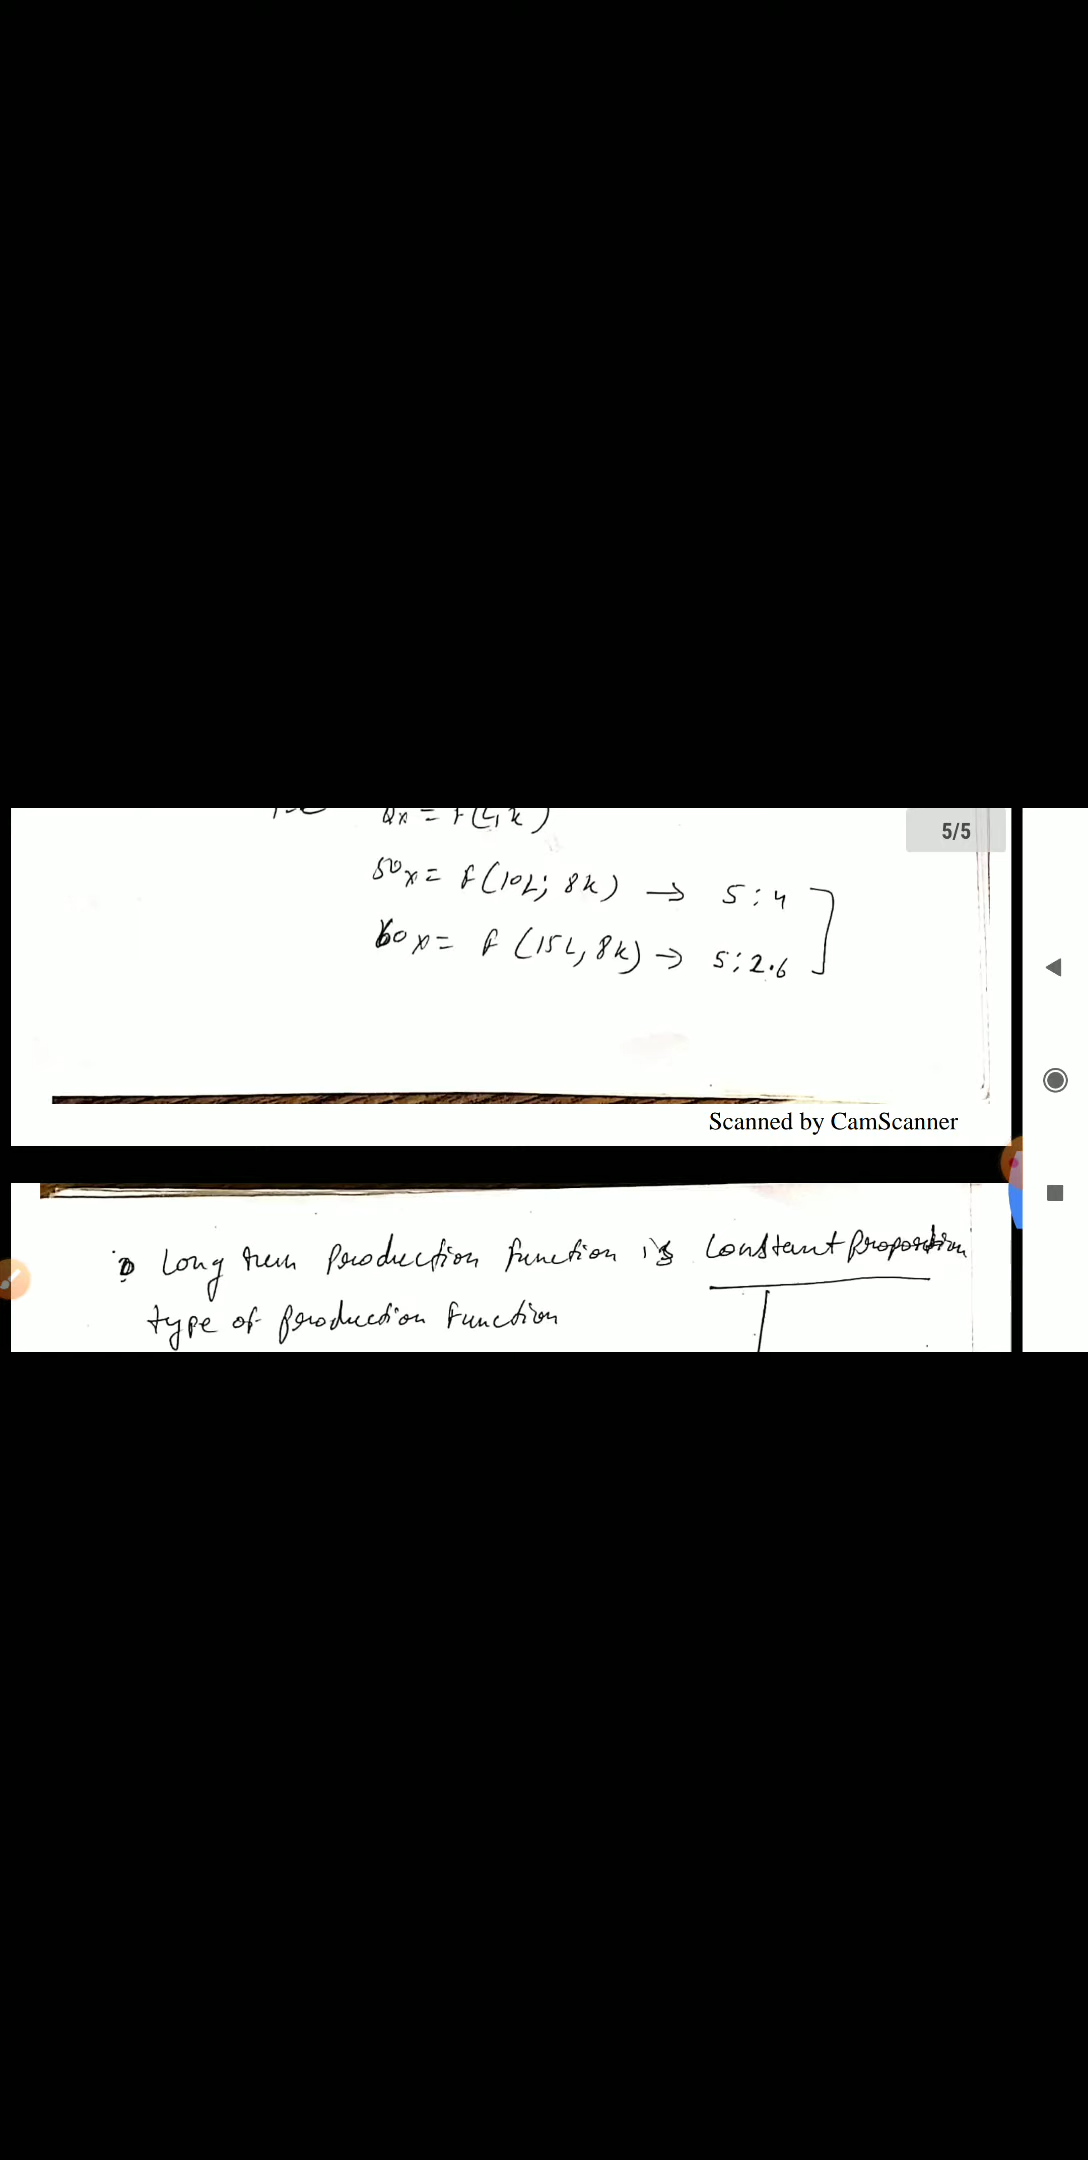 Qx = f(L, K)
5/5
50x = f(10L; 8K) → 5:4
60x = f(15L, 8K) → 5:2.6
Scanned by CamScanner
Long run Production function is Constant proportion
type of production function